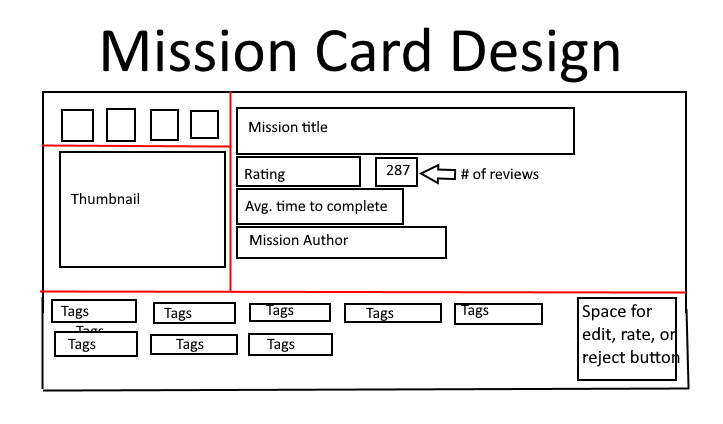 Mission Card Design
Mission title
Thumbnail
Rating
287
# of reviews
Avg. time to complete
Mission Author
Tags
Tags
Tags
Tags
Tags
Tags
Tags
Tags
Tags
Space for
edit, rate, or
reject button